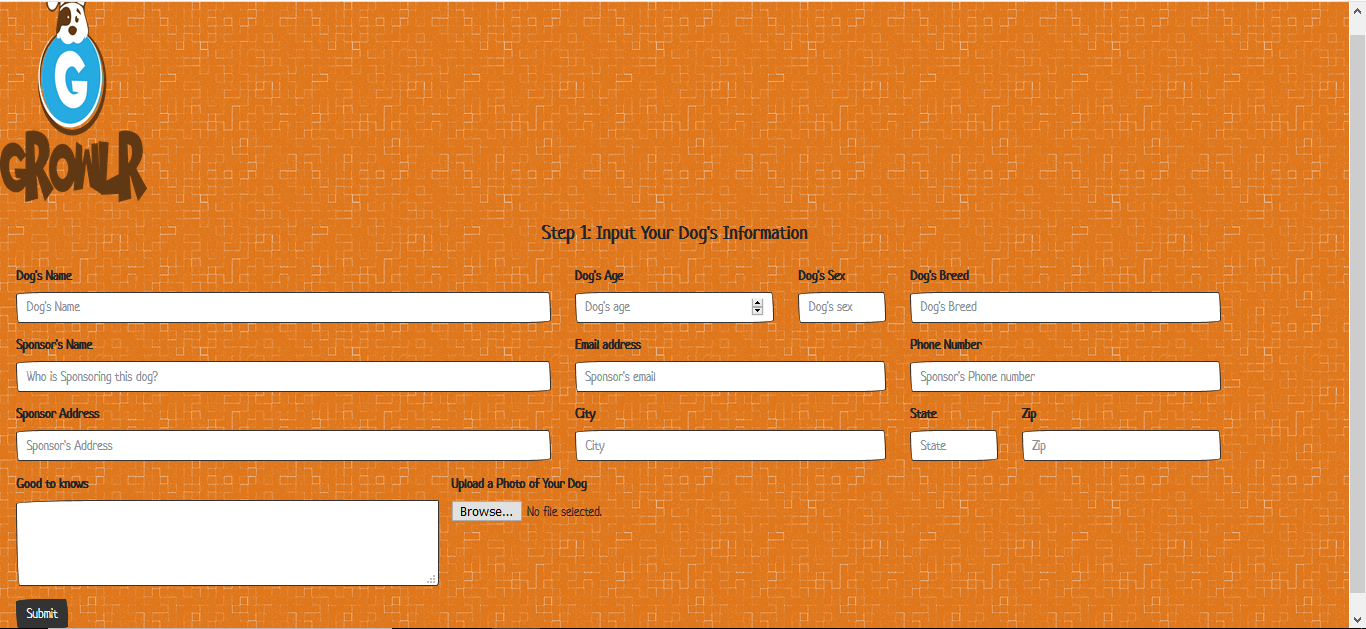 G
GROWLR
Step 1: Input Your Dog's Information
Dog's Name Dog's Age Dog's Sex Dog's Breed
Dog's Name Dog's age Dog's sex Dog's Breed
Sponsor's Name Email address Phone Number
Who is Sponsoring this dog? Sponsor's email Sponsor's Phone number
Sponsor Address City State Zip
Sponsor's Address City State Zip
Good to knows Upload a Photo of Your Dog
Browse... No file selected.
Submit